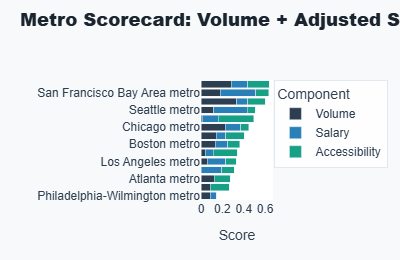 Metro Scorecard: Volume + Adjusted S
San Francisco Bay Area metro
Seattle metro
Chicago metro
Boston metro
Los Angeles metro
Atlanta metro
Philadelphia-Wilmington metro
0 0.2 0.4 0.6
Score
Component
Volume
Salary
Accessibility